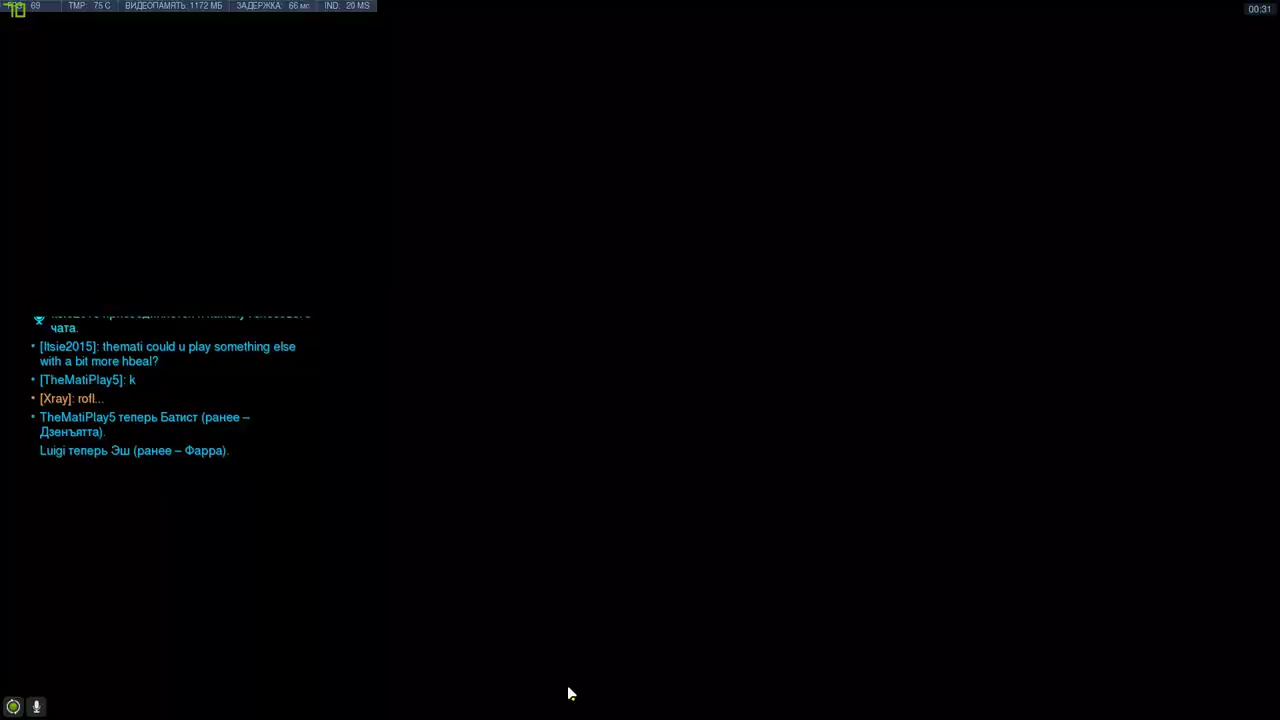 69 TMP: 75 C ВИДЕОПАМЯТЬ: 1172 МБ ЗАДЕРЖКА: 66 мс IND: 20 MS
00:31
чата.
[Itsie2015]: themati could u play something else
with a bit more hbeal?
[TheMatiPlay5]: k
[Xray]: rofl...
TheMatiPlay5 теперь Батист (ранее –
Дзенъятта).
Luigi теперь Эш (ранее – Фарра).